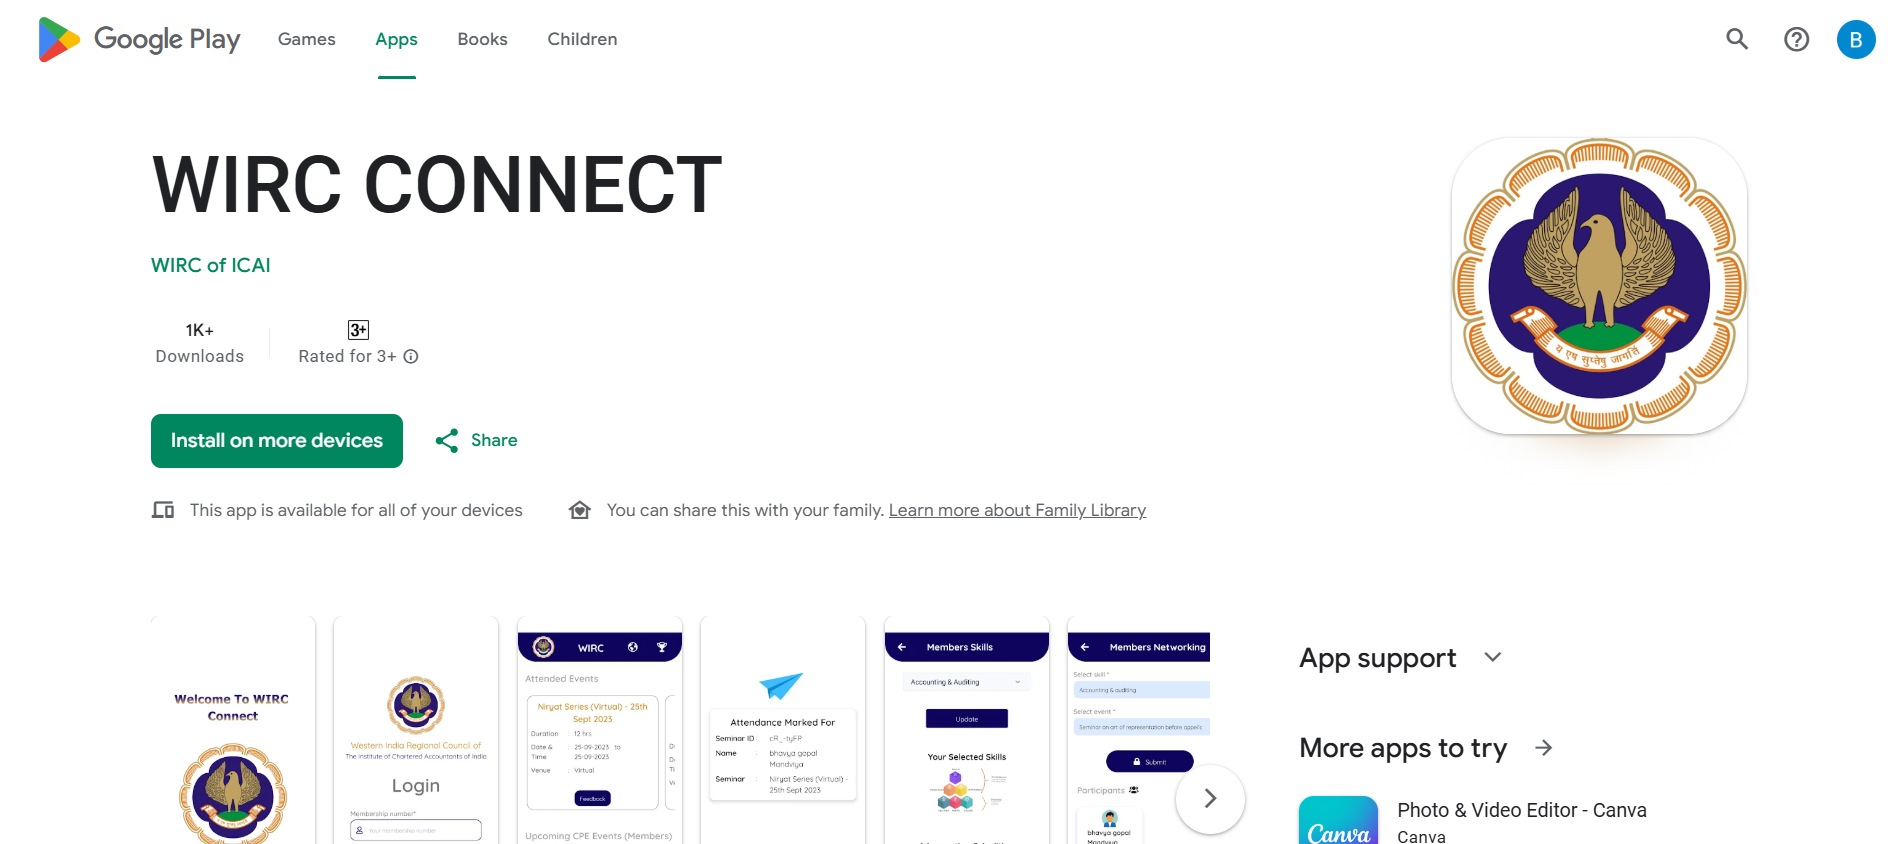 Google Play
Games
Apps
Books
Children
B
WIRC CONNECT
WIRC of ICAI
1K+
Downloads
3+
Rated for 3+
Install on more devices
Share
This app is available for all of your devices
You can share this with your family. Learn more about Family Library
य एष सुप्तेषु जागर्ति
Welcome To WIRC
Connect
Western India Regional Council of
The Institute of Chartered Accountants of India
Login
Membership number*
Your membership number
WIRC
Attended Events
Niryat Series (Virtual) - 25th
Sept 2023
Duration : 12 hrs
Date & : 25-09-2023 to
Time 25-09-2023
Venue : Virtual
Feedback
Upcoming CPE Events (Members)
Attendance Marked For
Seminar ID : cR_-tyFP
Name : bhavya gopal
Mandviya
Seminar : Niryat Series (Virtual) -
25th Sept 2023
Members Skills
Accounting & Auditing
Update
Your Selected Skills
Members Networking
Select skill *
Accounting & auditing
Select event *
Seminar on art of representation before appella
Submit
Participants
bhavya gopal
Mandviya
App support
More apps to try
Canva
Photo & Video Editor - Canva
Canva